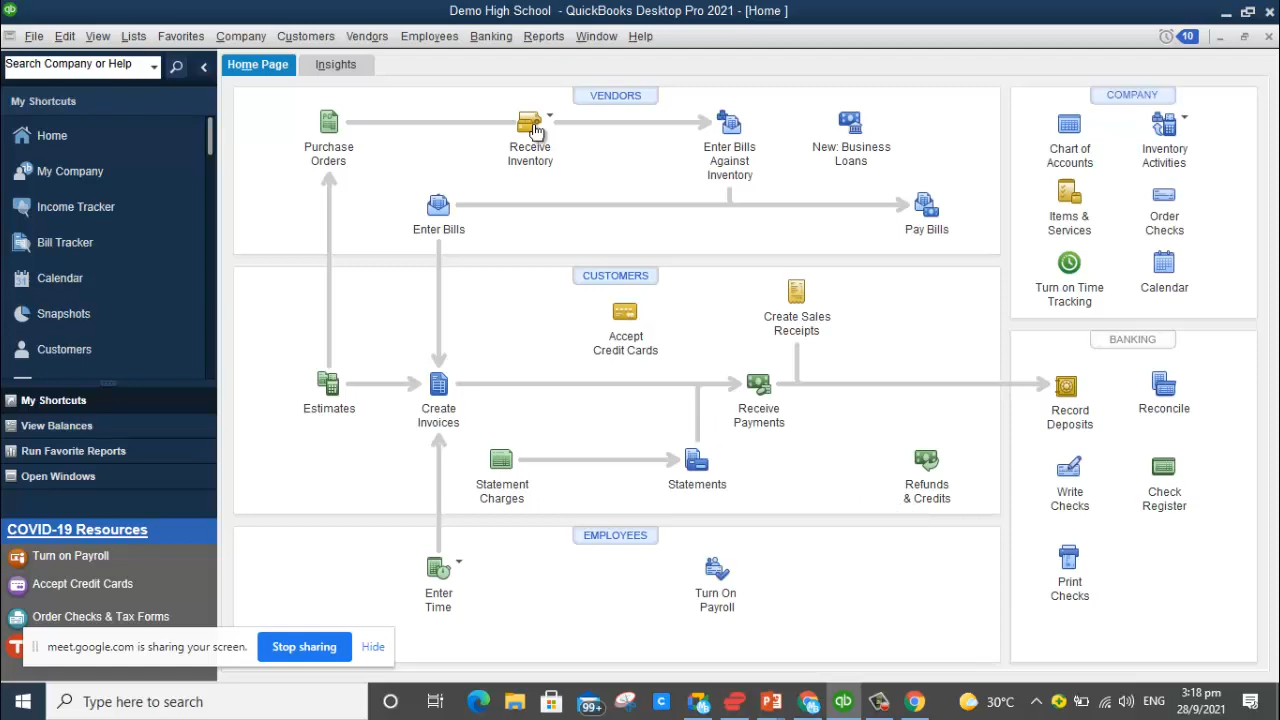 Demo High School - QuickBooks Desktop Pro 2021 - [Home ]
File Edit View Lists Favorites Company Customers Vendors Employees Banking Reports Window Help
10
Search Company or Help
My Shortcuts
Home
My Company
Income Tracker
Bill Tracker
Calendar
Snapshots
Customers
My Shortcuts
View Balances
Run Favorite Reports
Open Windows
COVID-19 Resources
Turn on Payroll
Accept Credit Cards
Order Checks & Tax Forms
Home Page
Insights
VENDORS
Purchase
Orders
Receive
Inventory
Enter Bills
Against
Inventory
New: Business
Loans
Enter Bills
Pay Bills
CUSTOMERS
Accept
Credit Cards
Create Sales
Receipts
Estimates
Create
Invoices
Receive
Payments
Statement
Charges
Statements
Refunds
& Credits
EMPLOYEES
Enter
Time
Turn On
Payroll
COMPANY
Chart of
Accounts
Inventory
Activities
Items &
Services
Order
Checks
Turn on Time
Tracking
Calendar
BANKING
Record
Deposits
Reconcile
Write
Checks
Check
Register
Print
Checks
meet.google.com is sharing your screen.
Stop sharing
Hide
Type here to search
99+
30°C
ENG
3:18 pm
28/9/2021